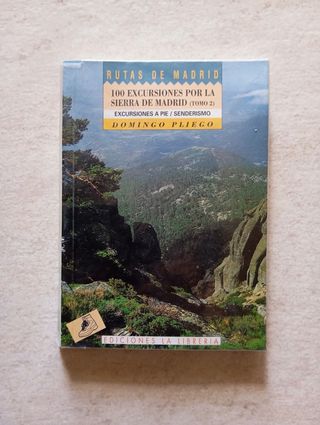 RUTAS DE MADRID
100 EXCURSIONES POR LA
SIERRA DE MADRID (TOMO 2)
EXCURSIONES A PIE / SENDERISMO
DOMINGO PLIEGO
EDICIONES LA LIBRERIA